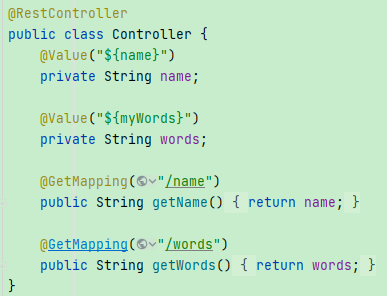 @RestController
public class Controller {
@Value("${name}")
private String name;
@Value("${myWords}")
private String words;
@GetMapping("/name")
public String getName() { return name; }
@GetMapping("/words")
public String getWords() { return words; }
}